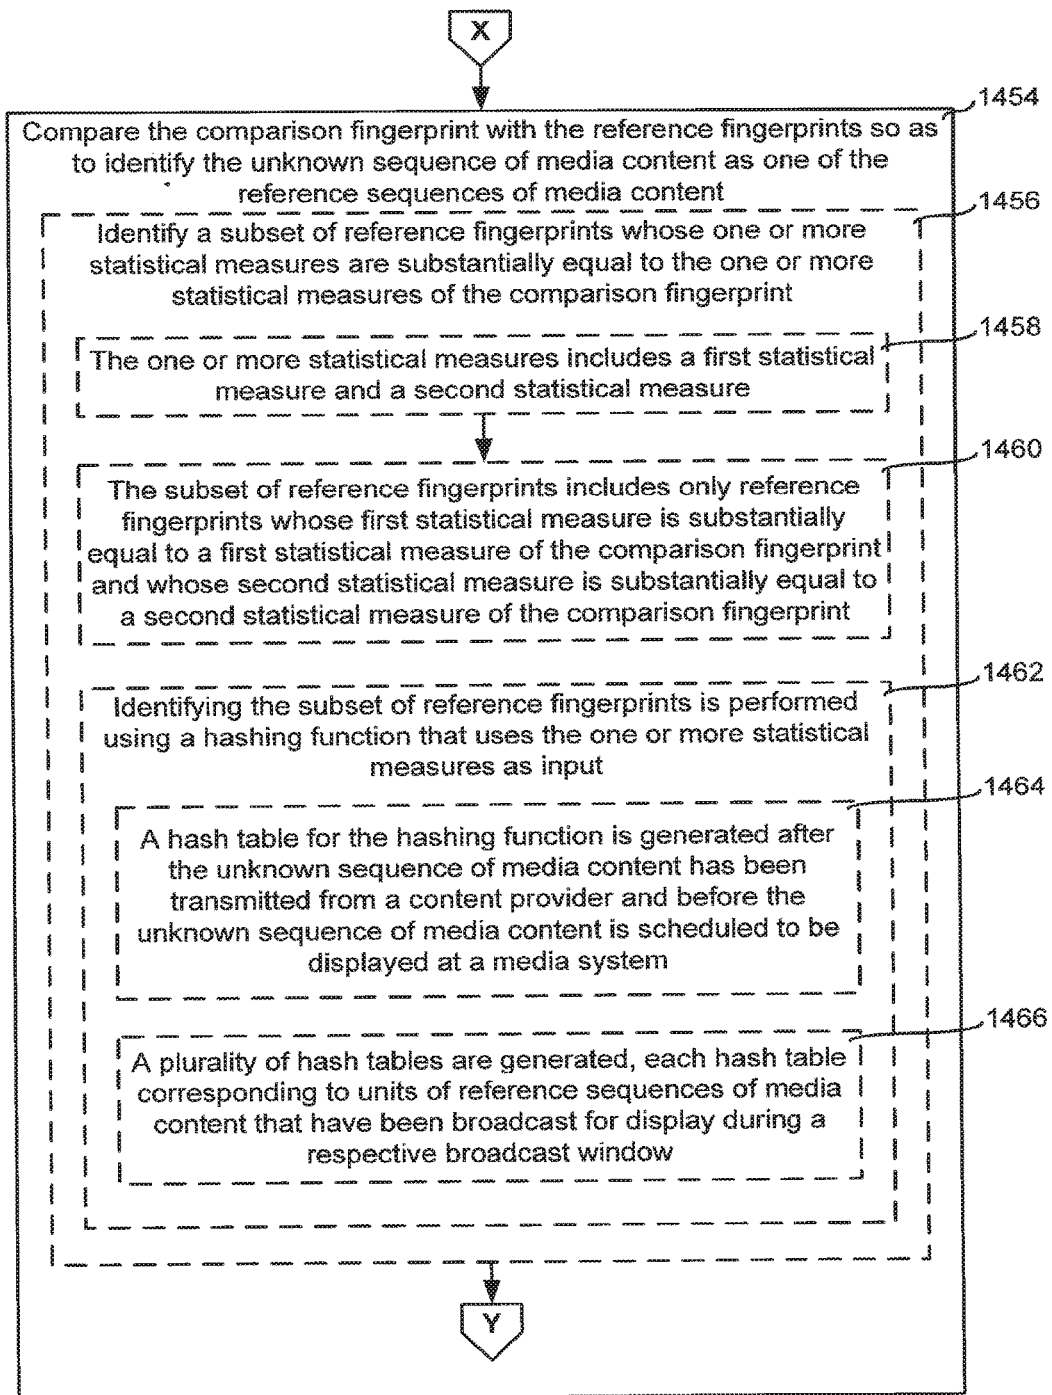 X
1454
Compare the comparison fingerprint with the reference fingerprints so as
to identify the unknown sequence of media content as one of the
reference sequences of media content
1456
Identify a subset of reference fingerprints whose one or more
statistical measures are substantially equal to the one or more
statistical measures of the comparison fingerprint
1458
The one or more statistical measures includes a first statistical
measure and a second statistical measure
1460
The subset of reference fingerprints includes only reference
fingerprints whose first statistical measure is substantially
equal to a first statistical measure of the comparison fingerprint
and whose second statistical measure is substantially equal to
a second statistical measure of the comparison fingerprint
1462
Identifying the subset of reference fingerprints is performed
using a hashing function that uses the one or more statistical
measures as input
1464
A hash table for the hashing function is generated after
the unknown sequence of media content has been
transmitted from a content provider and before the
unknown sequence of media content is scheduled to be
displayed at a media system
1466
A plurality of hash tables are generated, each hash table
corresponding to units of reference sequences of media
content that have been broadcast for display during a
respective broadcast window
Y